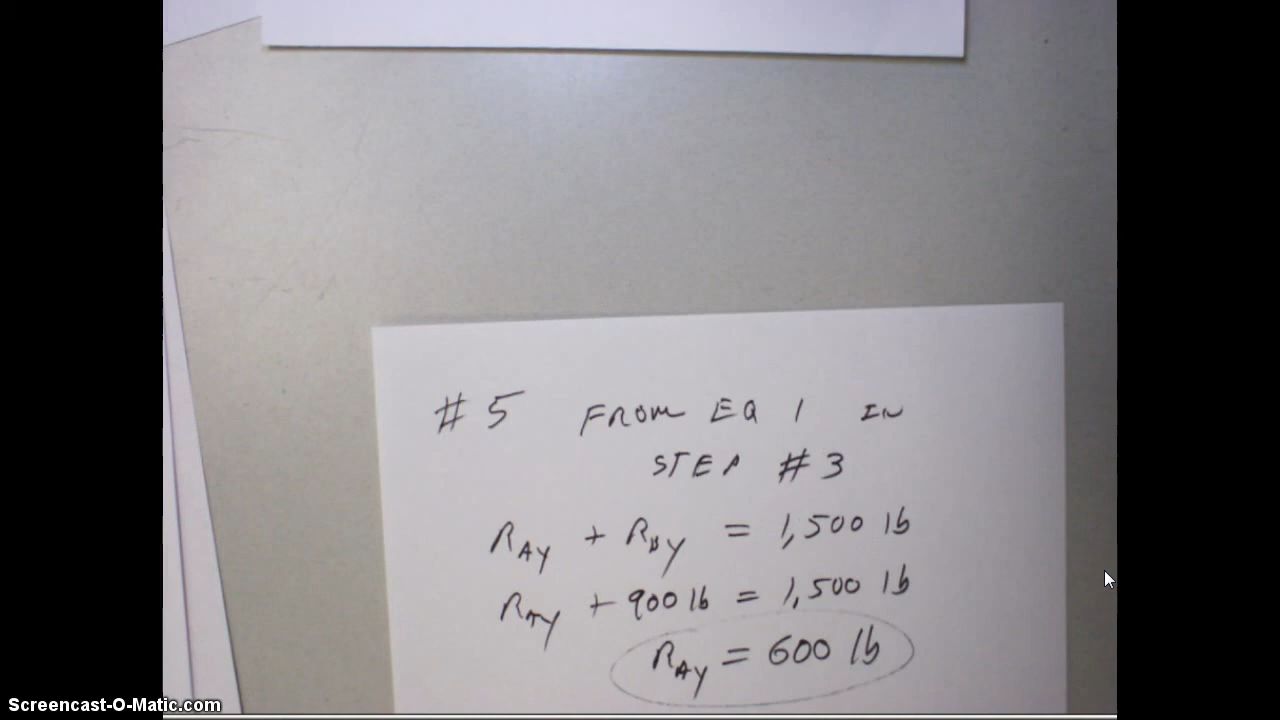 #5 FROM EQ 1 IN
STEP #3
RAY + RBY = 1,500 lb
RAY + 900 lb = 1,500 lb
RAY = 600 lb
Screencast-O-Matic.com